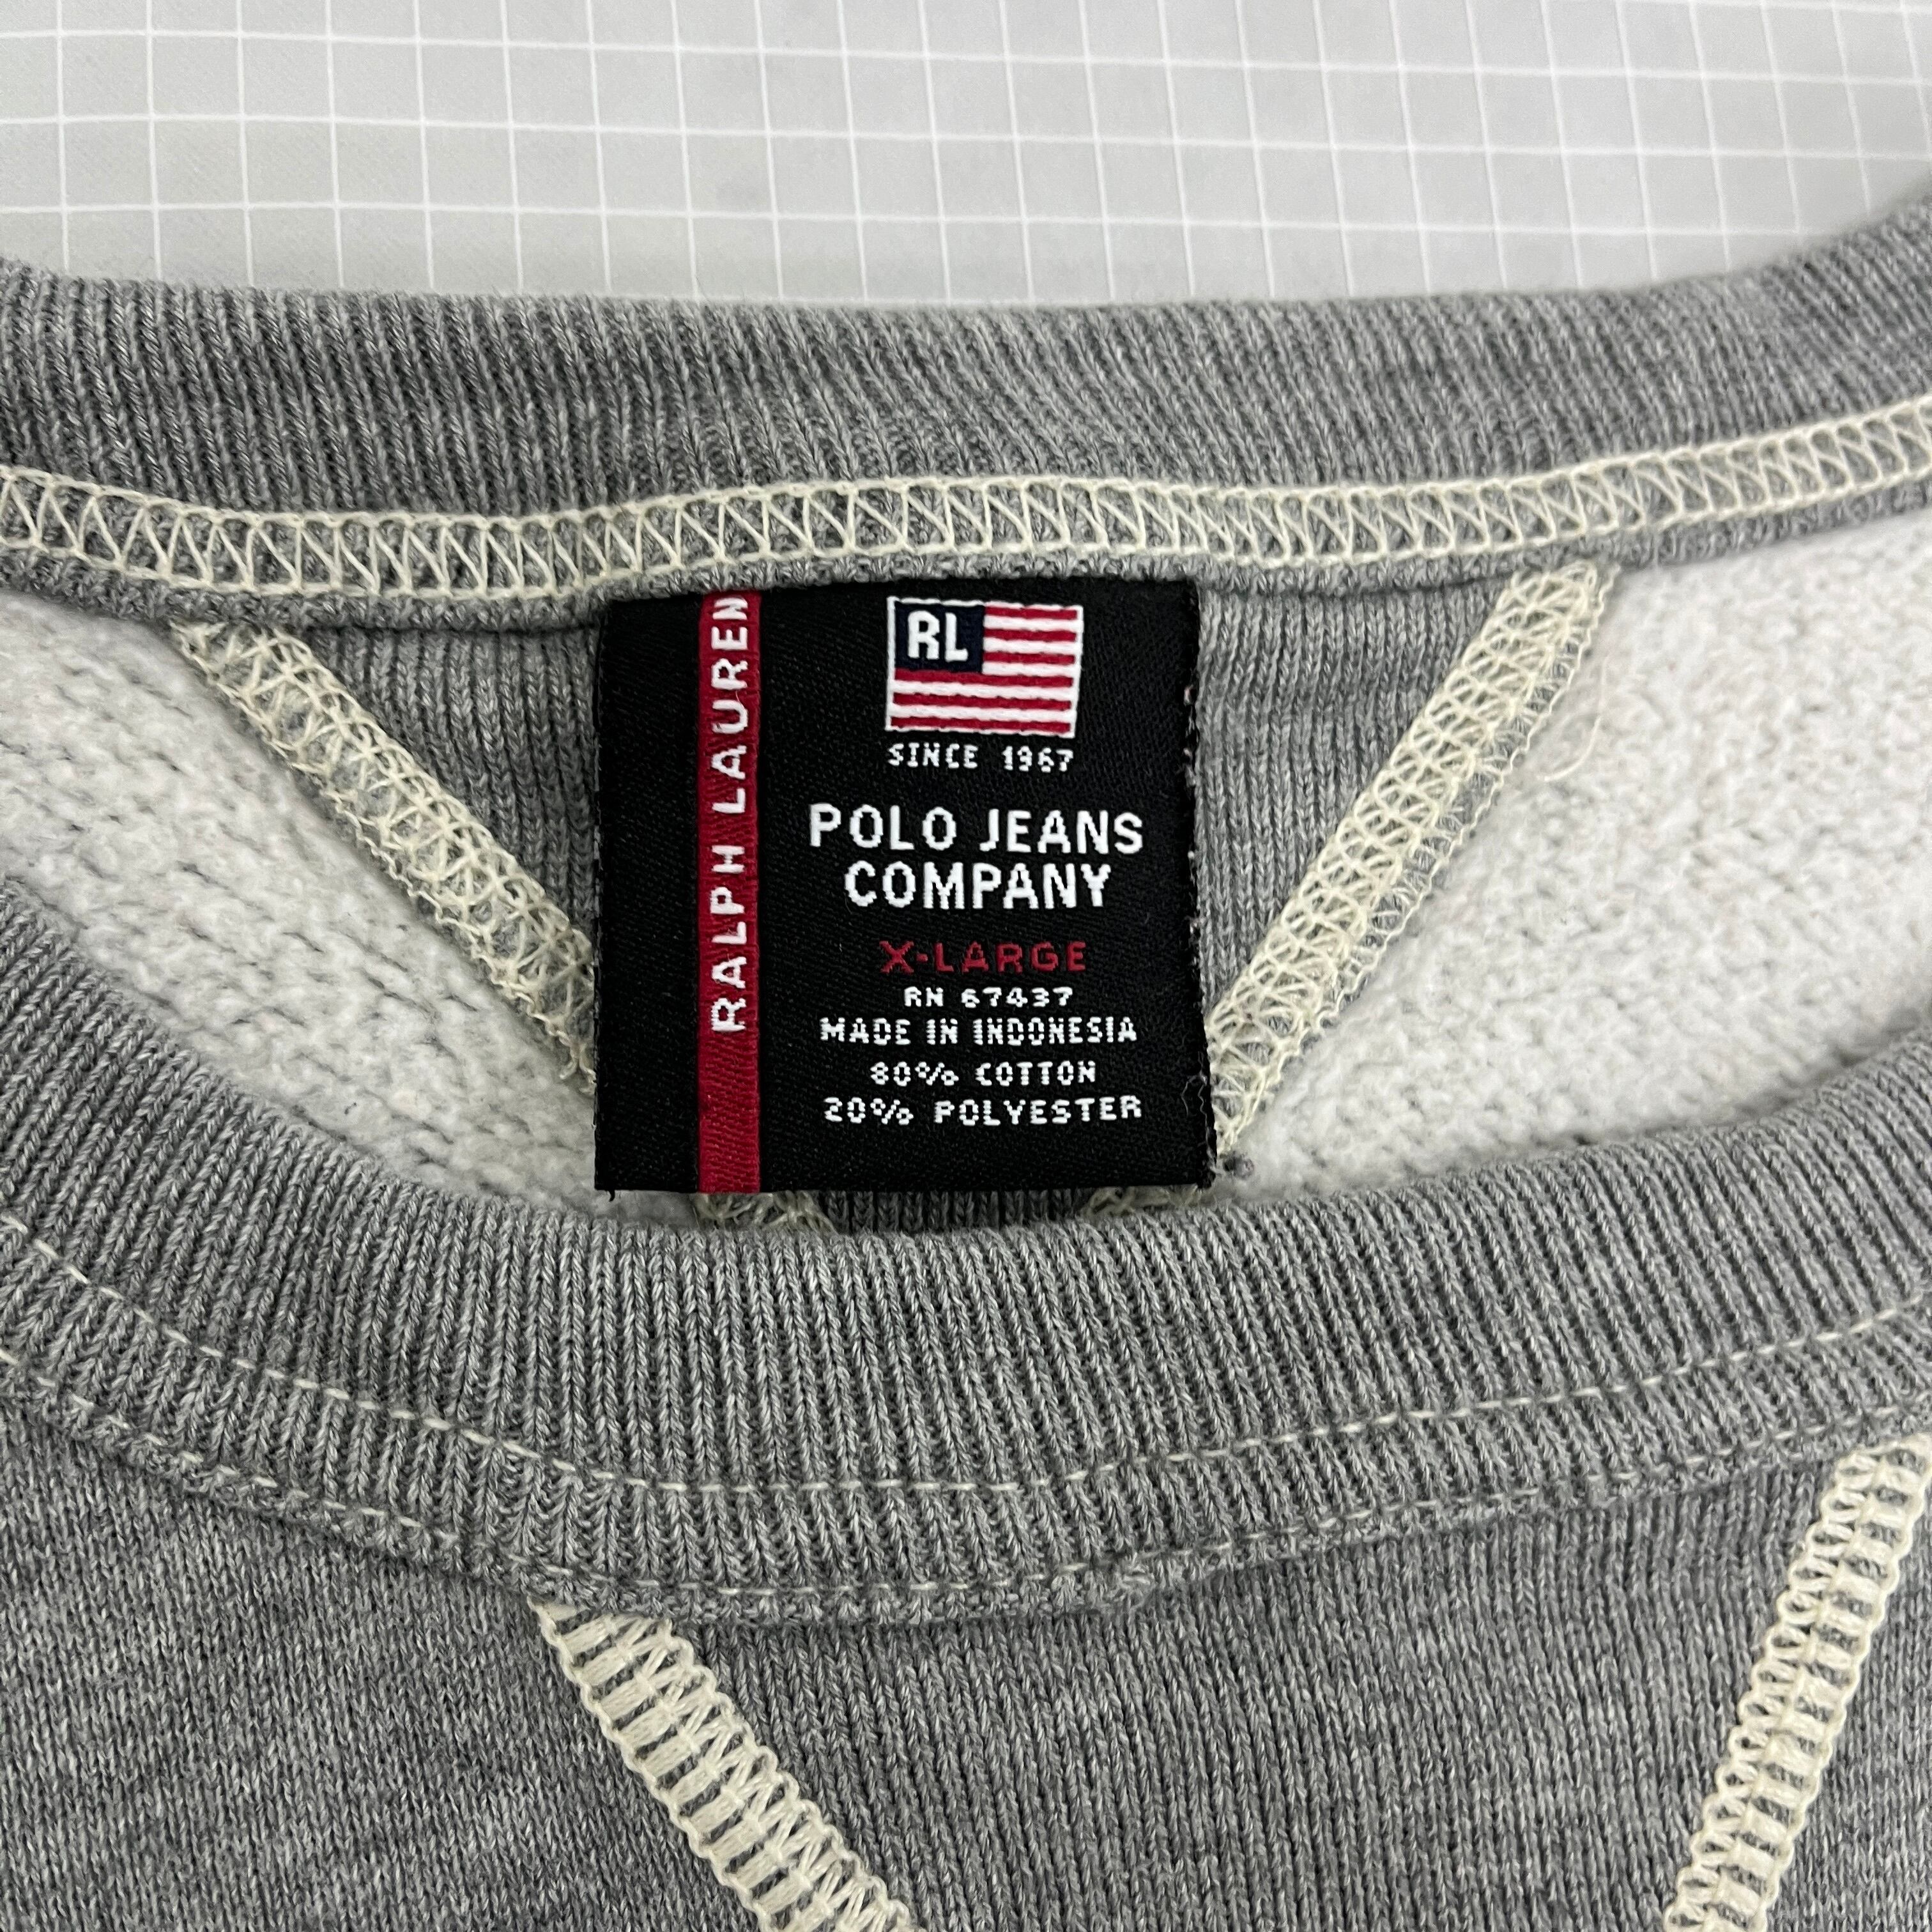 RALPH LAUREN
RL
SINCE 1967
POLO JEANS
COMPANY
X-LARGE
RN 67437
MADE IN INDONESIA
80% COTTON
20% POLYESTER